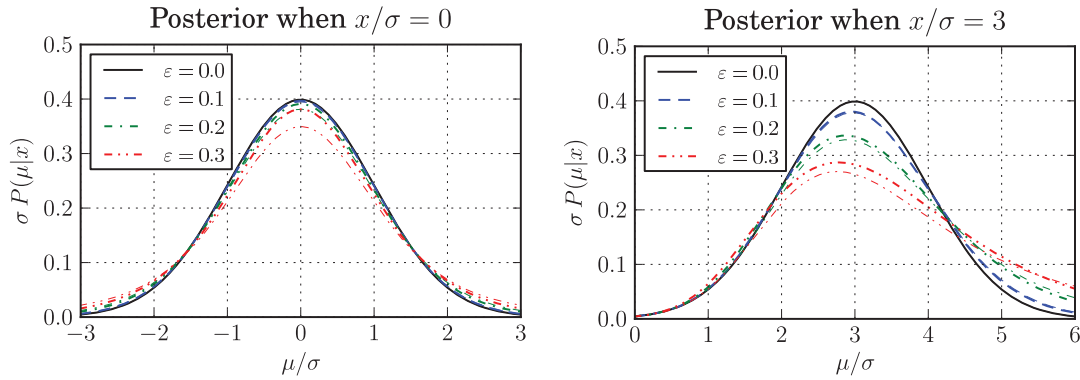 Posterior when x/σ = 0
0.5
0.4
0.3
0.2
0.1
0.0
σ P(μ|x)
ε = 0.0
ε = 0.1
ε = 0.2
ε = 0.3
−3 −2 −1 0 1 2 3
μ/σ
Posterior when x/σ = 3
0.5
0.4
0.3
0.2
0.1
0.0
σ P(μ|x)
ε = 0.0
ε = 0.1
ε = 0.2
ε = 0.3
0 1 2 3 4 5 6
μ/σ